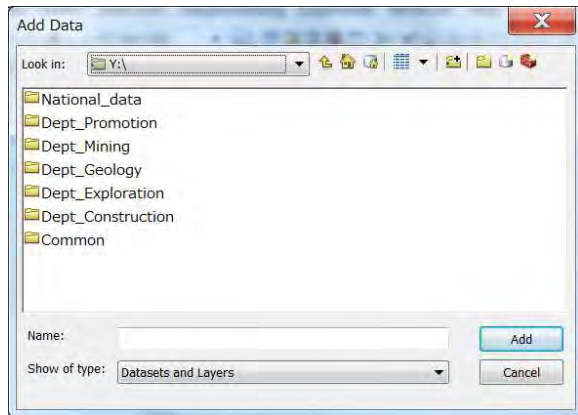 Add Data
Look in: Y:\
National_data
Dept_Promotion
Dept_Mining
Dept_Geology
Dept_Exploration
Dept_Construction
Common
Name: Add
Show of type: Datasets and Layers Cancel